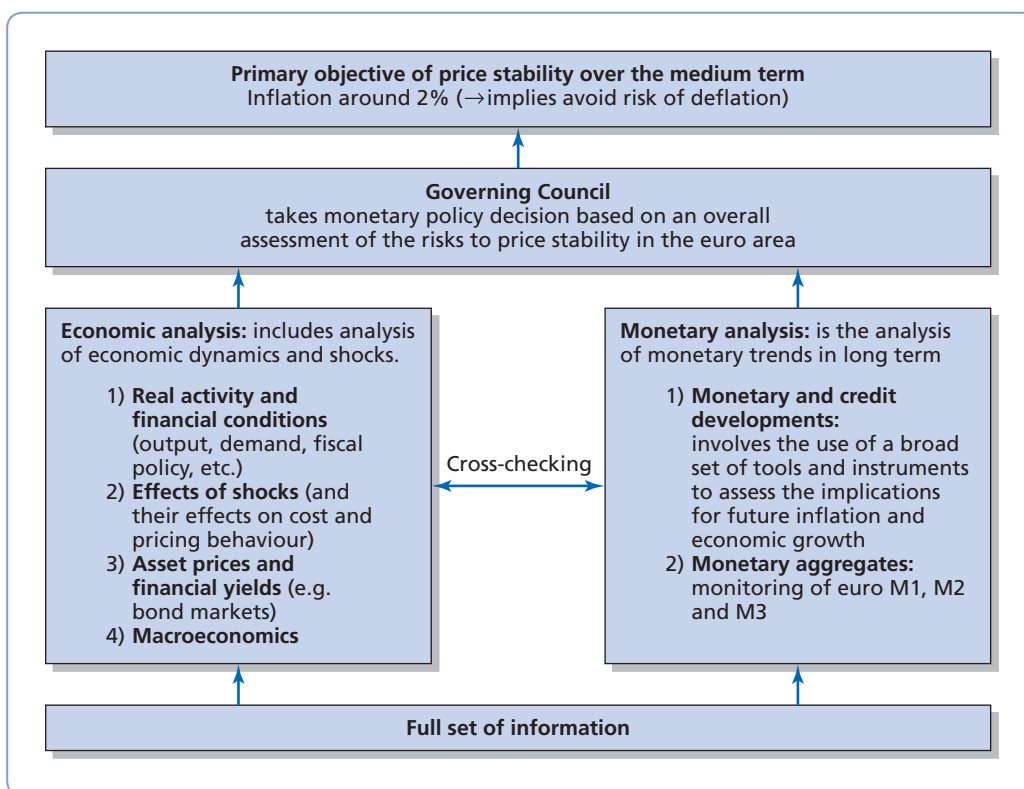 Primary objective of price stability over the medium term
Inflation around 2% (→implies avoid risk of deflation)
Governing Council
takes monetary policy decision based on an overall
assessment of the risks to price stability in the euro area
Economic analysis: includes analysis
of economic dynamics and shocks.
1) Real activity and
financial conditions
(output, demand, fiscal
policy, etc.)
2) Effects of shocks (and
their effects on cost and
pricing behaviour)
3) Asset prices and
financial yields (e.g.
bond markets)
4) Macroeconomics
Cross-checking
Monetary analysis: is the analysis
of monetary trends in long term
1) Monetary and credit
developments:
involves the use of a broad
set of tools and instruments
to assess the implications
for future inflation and
economic growth
2) Monetary aggregates:
monitoring of euro M1, M2
and M3
Full set of information